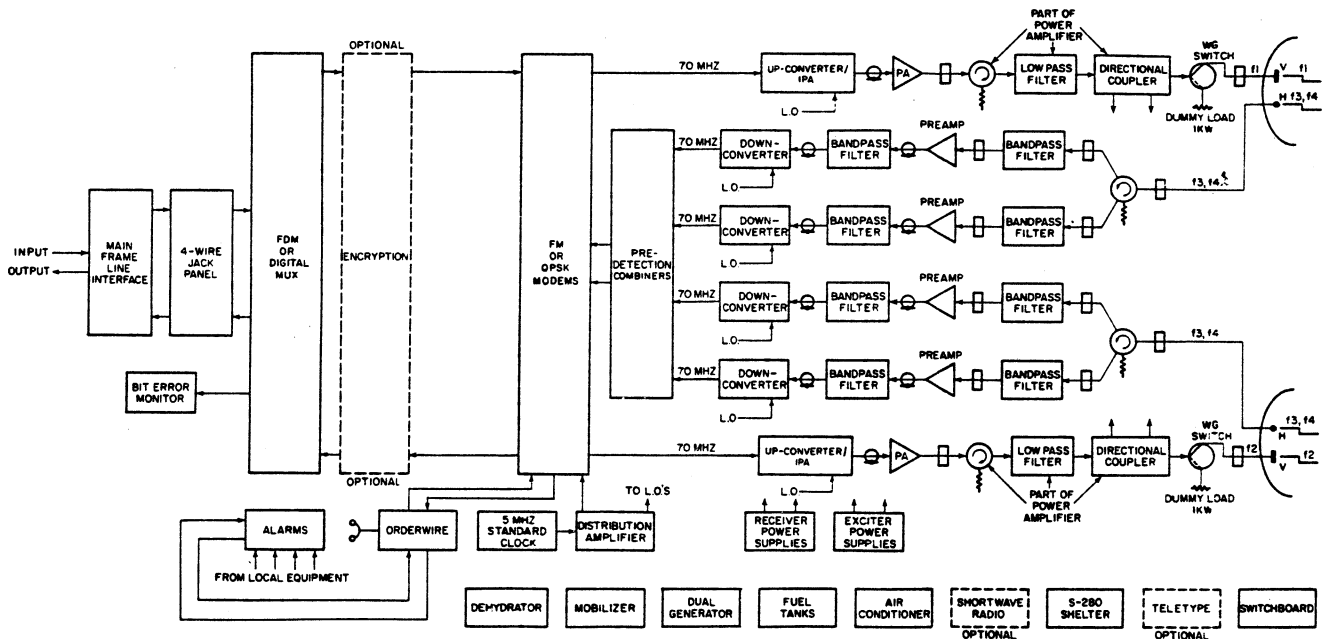 PART OF
POWER
AMPLIFIER
OPTIONAL
70 MHZ
UP-CONVERTER/
IPA
L.O
PA
LOW PASS
FILTER
DIRECTIONAL
COUPLER
WG
SWITCH
f1
V
f1
H
f3, f4
DUMMY LOAD
1KW
70 MHZ
DOWN-
CONVERTER
L.O.
BANDPASS
FILTER
PREAMP
BANDPASS
FILTER
f3, f4
70 MHZ
DOWN-
CONVERTER
L.O.
BANDPASS
FILTER
PREAMP
BANDPASS
FILTER
INPUT
OUTPUT
MAIN
FRAME
LINE
INTERFACE
4-WIRE
JACK
PANEL
FDM
OR
DIGITAL
MUX
ENCRYPTION
FM
OR
QPSK
MODEMS
PRE-
DETECTION
COMBINERS
70 MHZ
DOWN-
CONVERTER
L.O.
BANDPASS
FILTER
PREAMP
BANDPASS
FILTER
f3, f4
70 MHZ
DOWN-
CONVERTER
L.O
BANDPASS
FILTER
PREAMP
BANDPASS
FILTER
BIT ERROR
MONITOR
OPTIONAL
70 MHZ
UP-CONVERTER/
IPA
L.O
PA
LOW PASS
FILTER
DIRECTIONAL
COUPLER
WG
SWITCH
f2
f3, f4
H
f2
V
DUMMY LOAD
1KW
PART OF
POWER
AMPLIFIER
ALARMS
FROM LOCAL EQUIPMENT
ORDERWIRE
5 MHZ
STANDARD
CLOCK
TO L.O.'S
DISTRIBUTION
AMPLIFIER
RECEIVER
POWER
SUPPLIES
EXCITER
POWER
SUPPLIES
DEHYDRATOR
MOBILIZER
DUAL
GENERATOR
FUEL
TANKS
AIR
CONDITIONER
SHORTWAVE
RADIO
OPTIONAL
S-280
SHELTER
TELETYPE
OPTIONAL
SWITCHBOARD